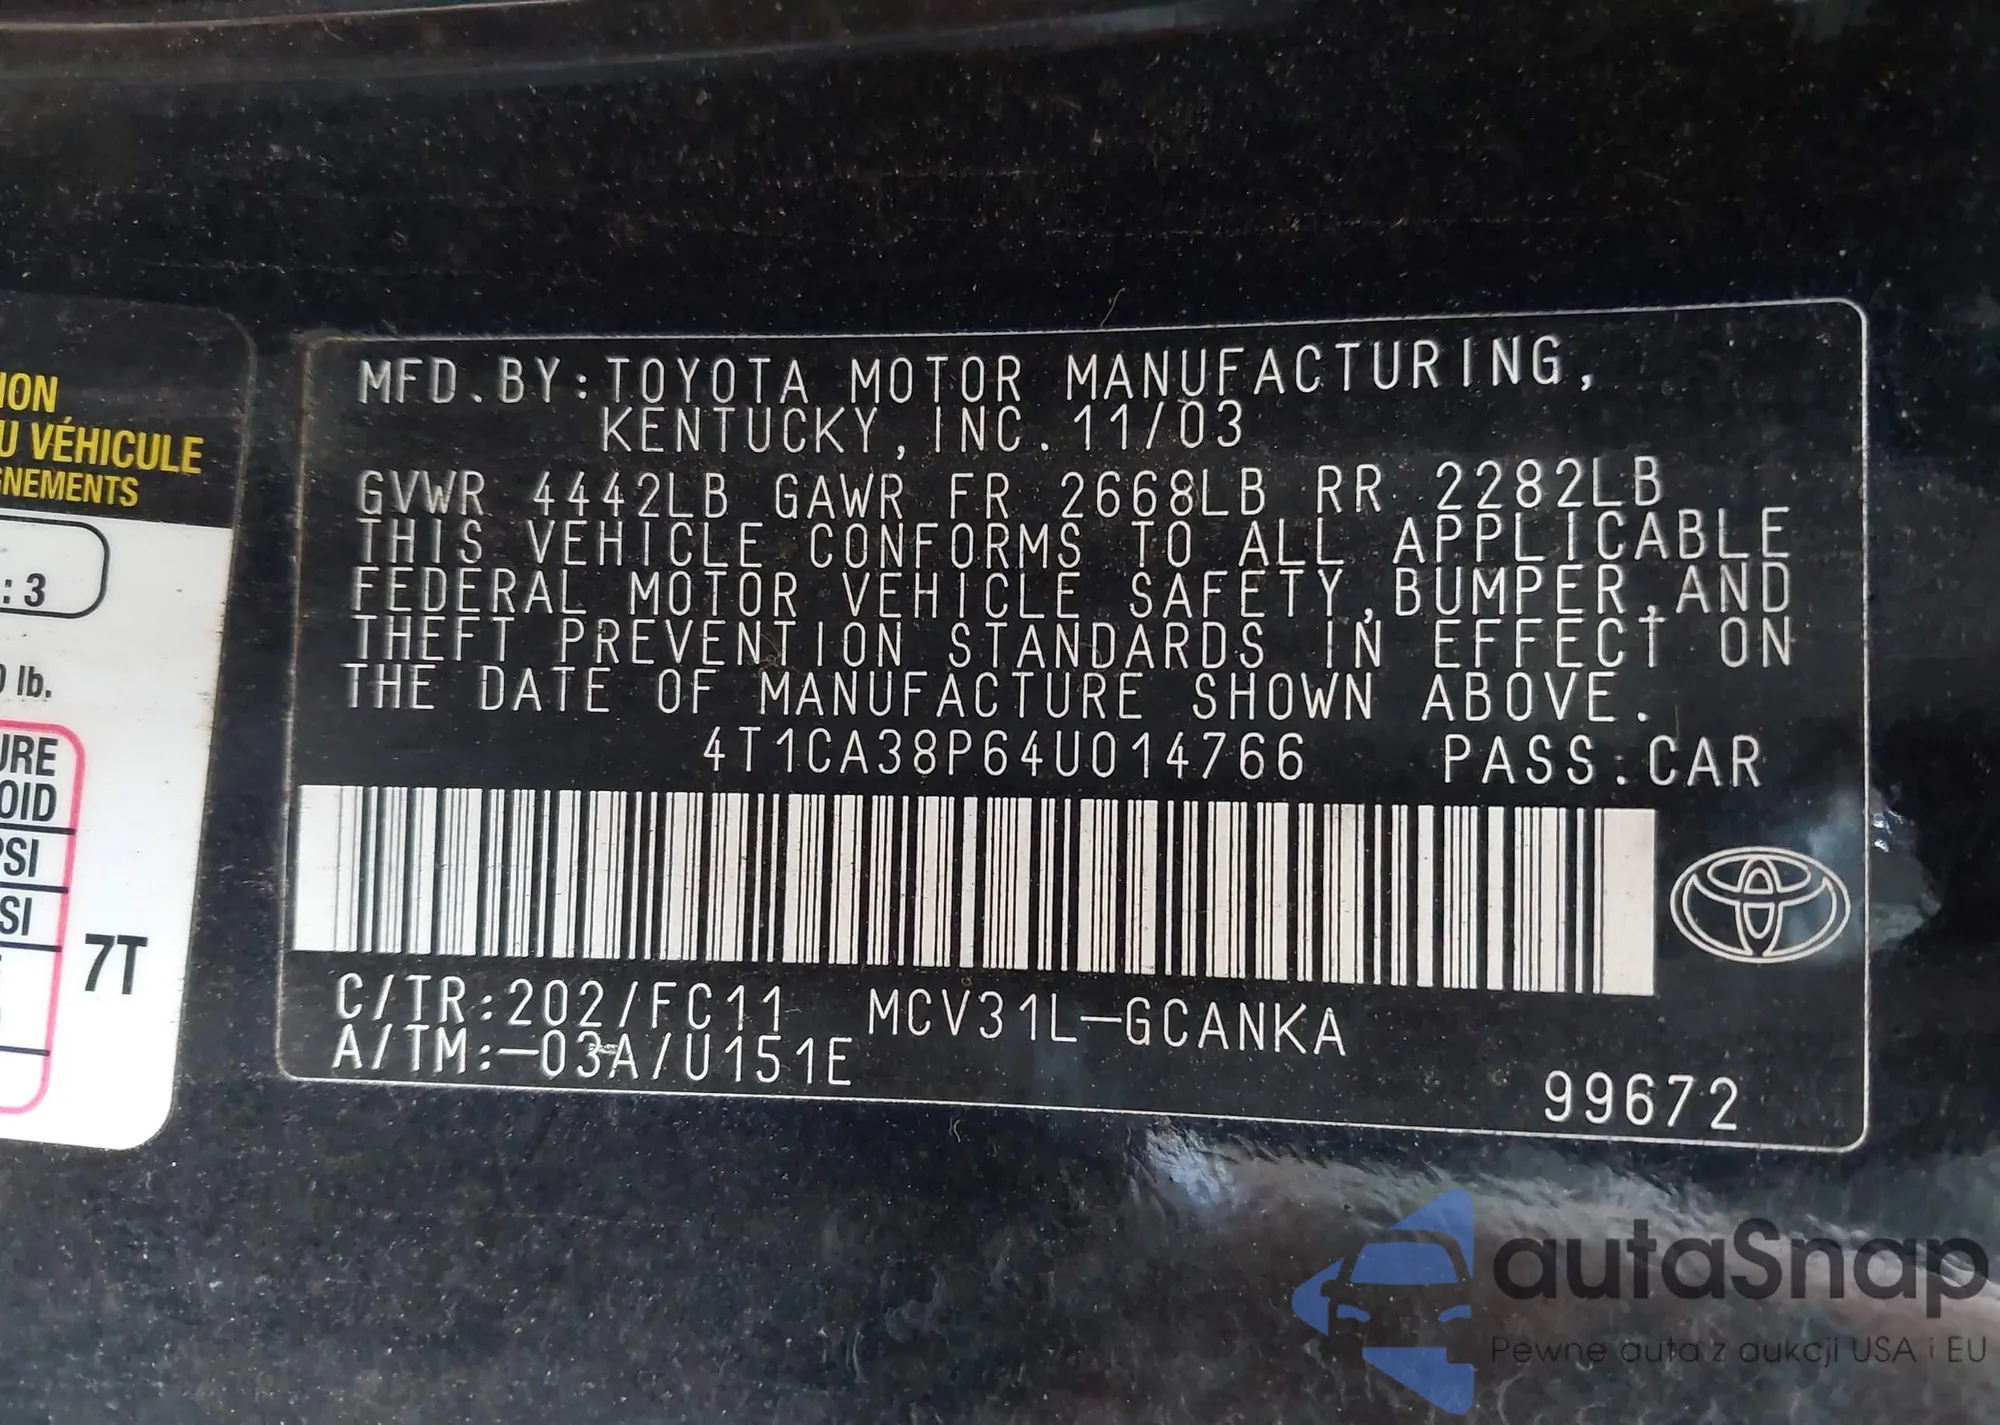 ION
U VÉHICULE
GNEMENTS
: 3
lb.
URE
OID
PSI
SI
7T
MFD.BY:TOYOTA MOTOR MANUFACTURING,
KENTUCKY,INC.11/03
GVWR 4442LB GAWR FR 2668LB RR 2282LB
THIS VEHICLE CONFORMS TO ALL APPLICABLE
FEDERAL MOTOR VEHICLE SAFETY,BUMPER,AND
THEFT PREVENTION STANDARDS IN EFFECT ON
THE DATE OF MANUFACTURE SHOWN ABOVE.
4T1CA38P64U014766 PASS.CAR
C/TR:202/FC11 MCV31L-GCANKA
A/TM:-03A/U151E
99672
autaSnap
Pewne auta z aukcji USA i EU